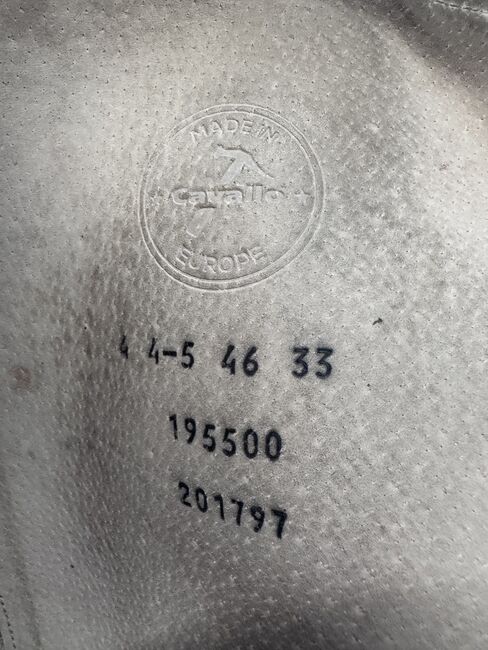 MADE IN
Cavallo
EUROPE
4 4-5 46 33
195500
201797